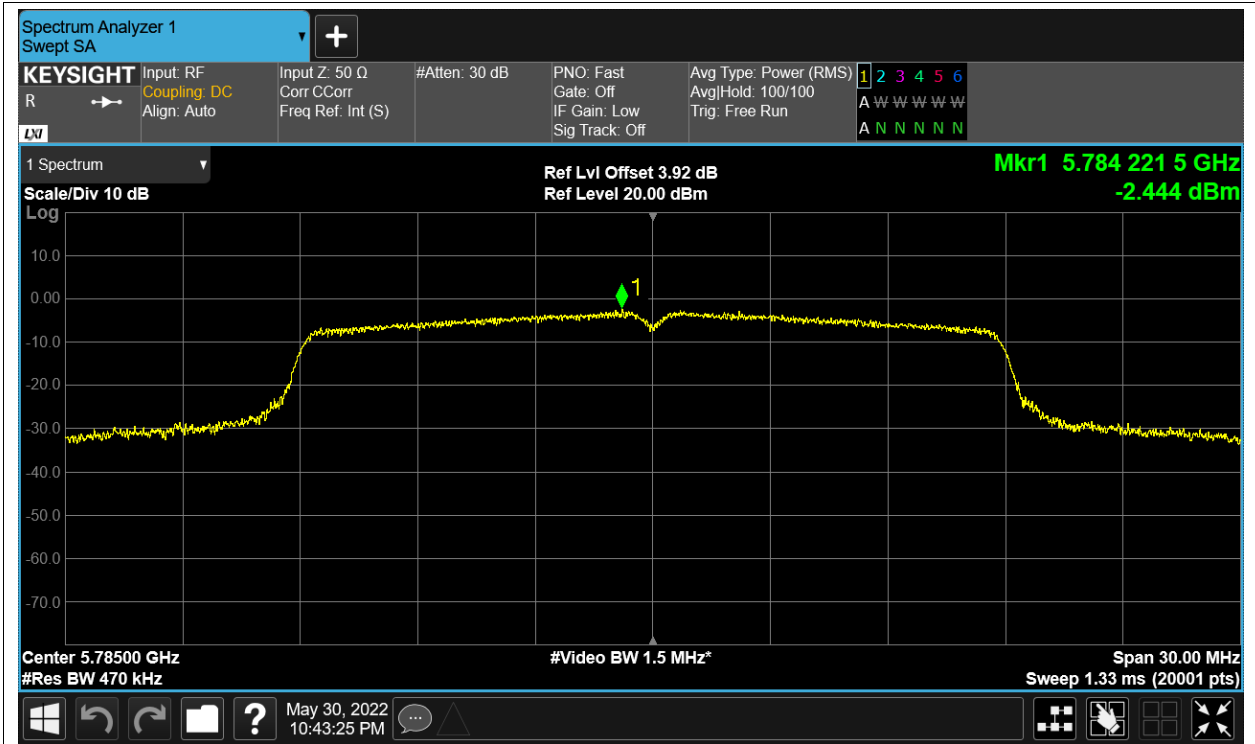 Spectrum Analyzer 1
Swept SA
KEYSIGHT
R
LXI
Input: RF
Coupling: DC
Align: Auto
Input Z: 50 Ω
Corr CCorr
Freq Ref: Int (S)
#Atten: 30 dB
PNO: Fast
Gate: Off
IF Gain: Low
Sig Track: Off
Avg Type: Power (RMS)
Avg|Hold: 100/100
Trig: Free Run
1 2 3 4 5 6
A W W W W W
A N N N N N
1 Spectrum
Scale/Div 10 dB
Log
Ref Lvl Offset 3.92 dB
Ref Level 20.00 dBm
Mkr1 5.784 221 5 GHz
-2.444 dBm
10.0
0.00
-10.0
-20.0
-30.0
-40.0
-50.0
-60.0
-70.0
1
Center 5.78500 GHz
#Res BW 470 kHz
#Video BW 1.5 MHz*
Span 30.00 MHz
Sweep 1.33 ms (20001 pts)
?
May 30, 2022
10:43:25 PM